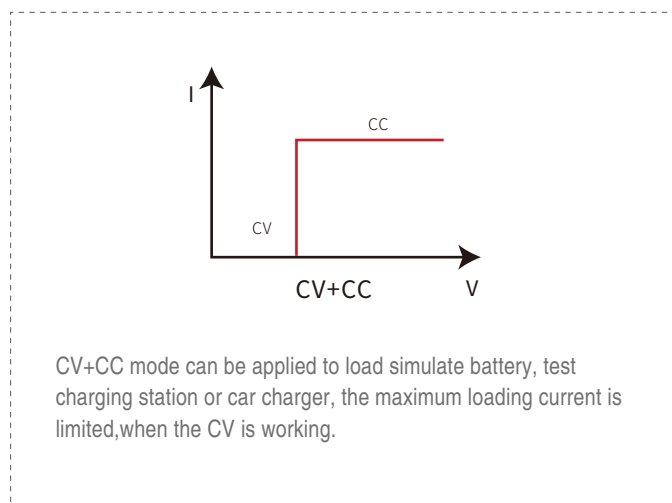 I
CC
CV
CV+CC
V
CV+CC mode can be applied to load simulate battery, test
charging station or car charger, the maximum loading current is
limited,when the CV is working.